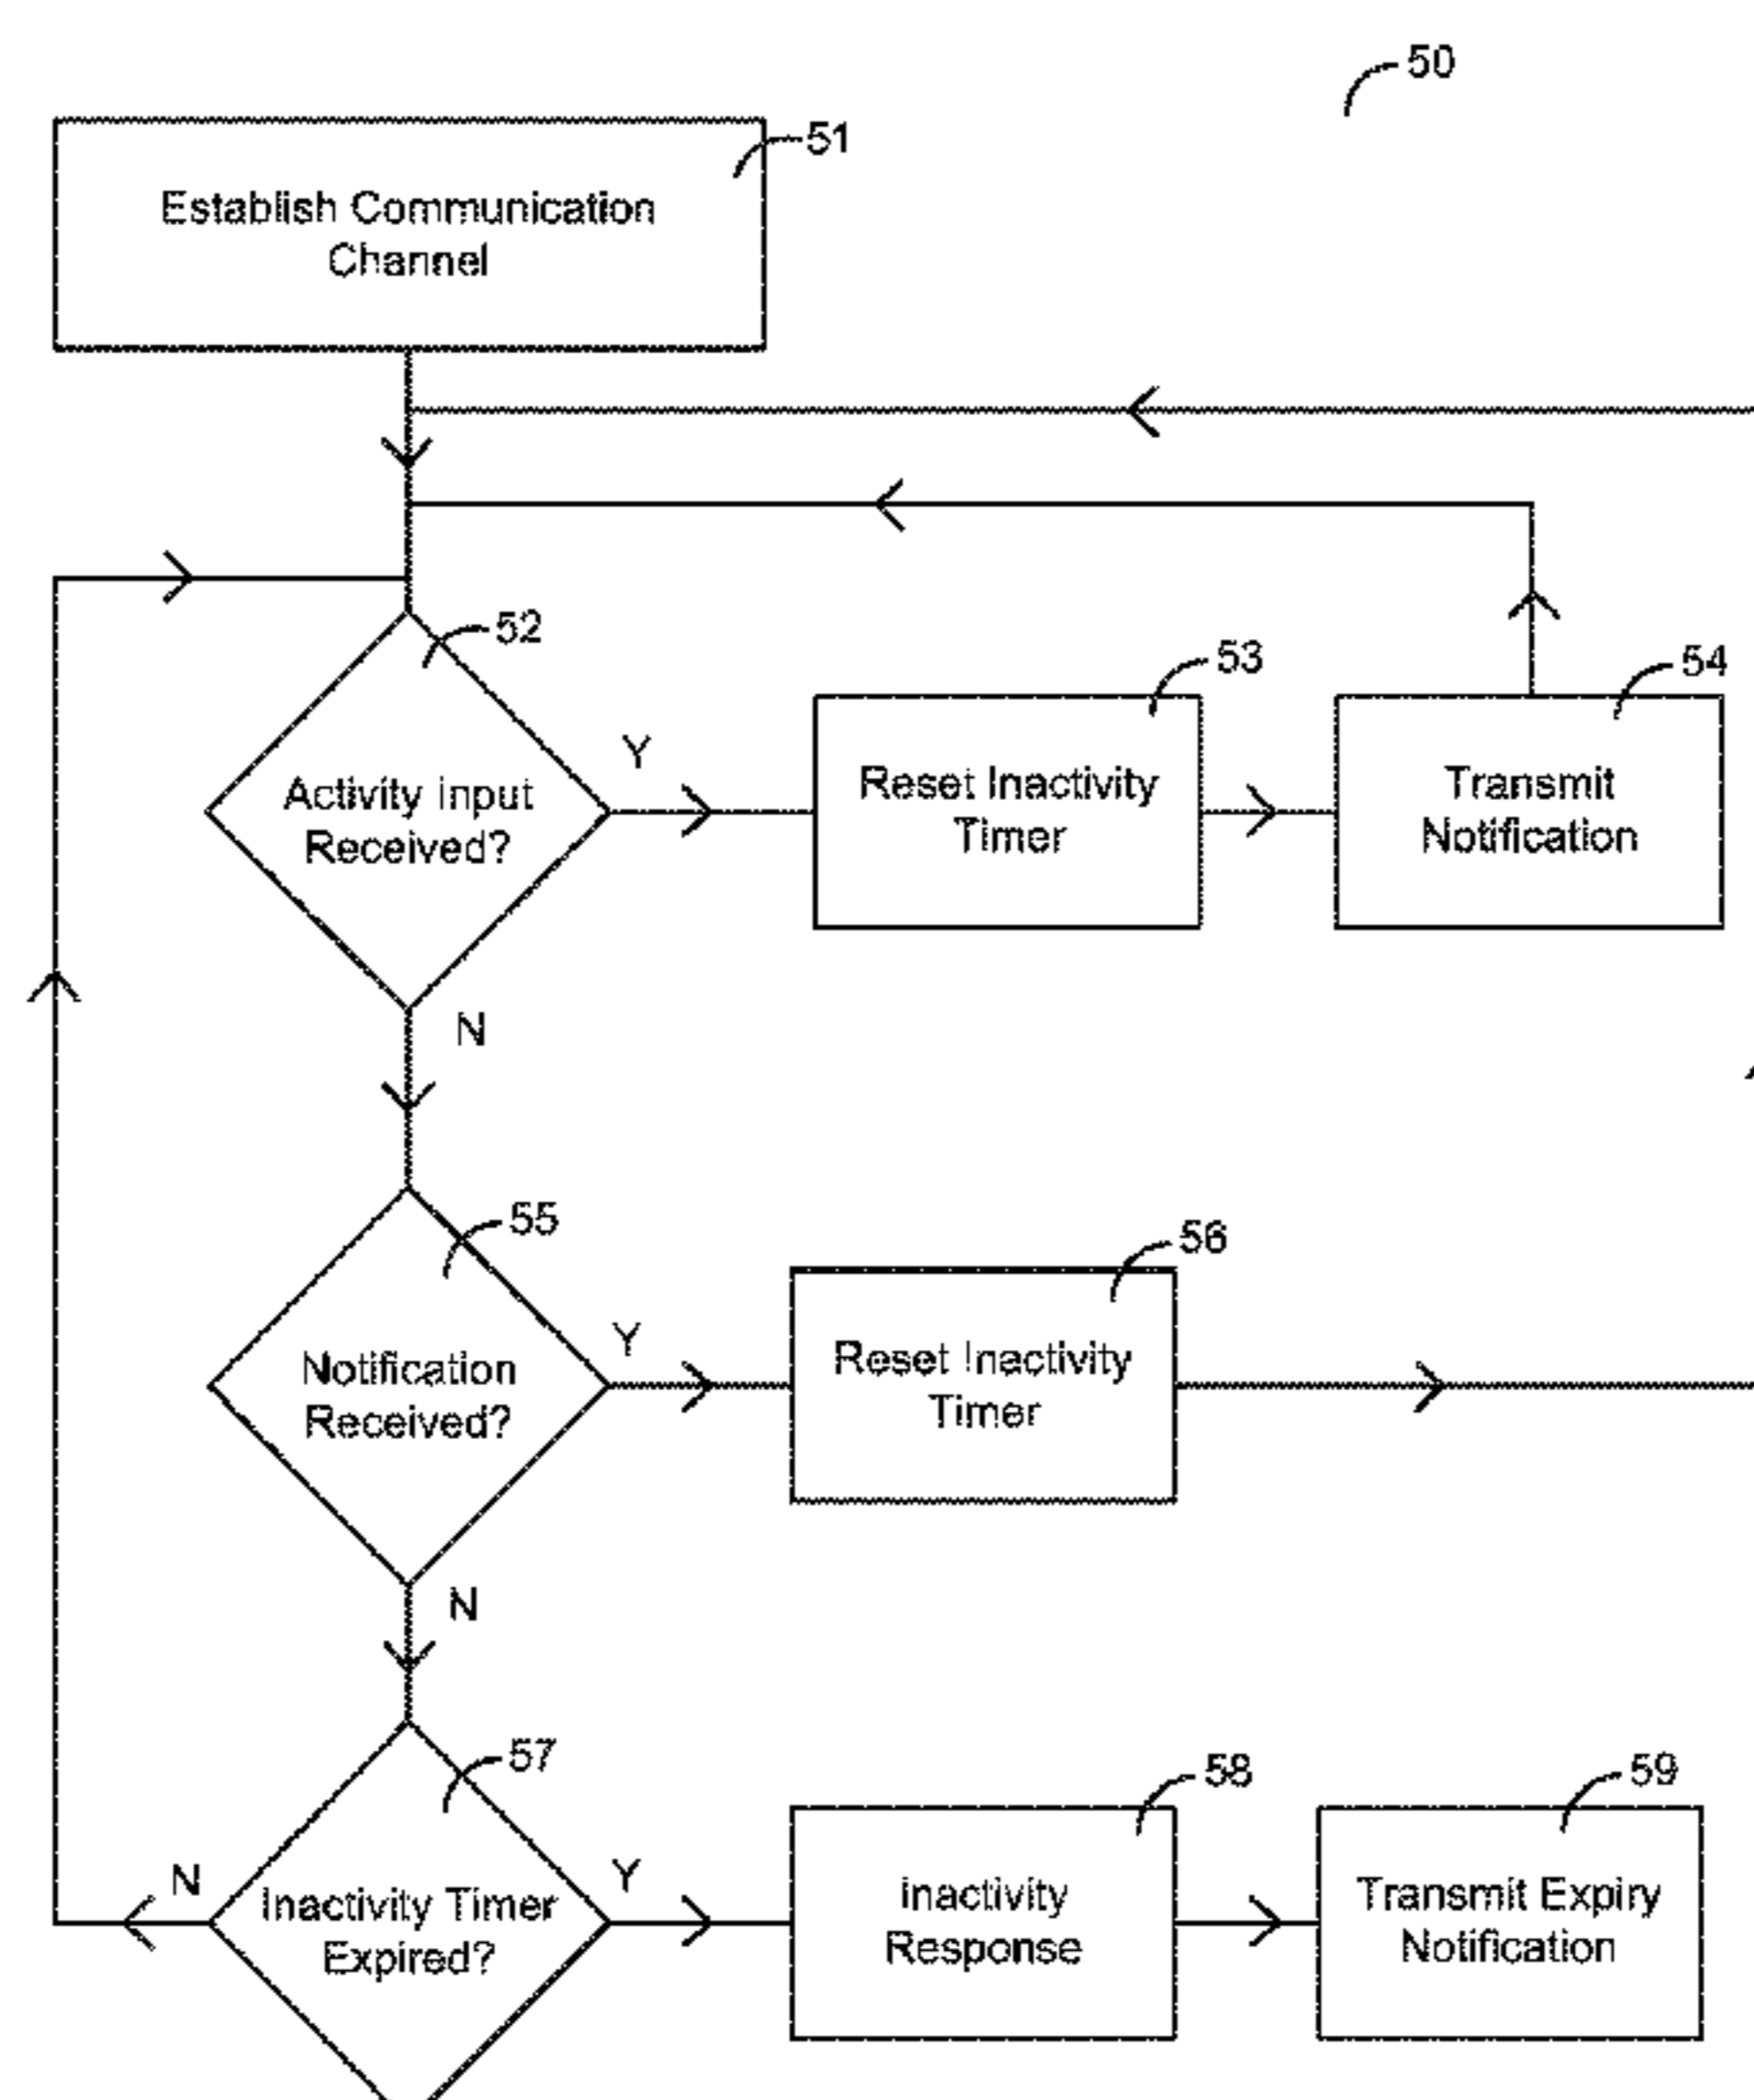 50
51
Establish Communication
Channel
52
53
54
Y
Activity Input
Received?
Reset Inactivity
Timer
Transmit
Notification
N
55
56
Y
Notification
Received?
Reset Inactivity
Timer
N
57
58
59
N
Y
Inactivity Timer
Expired?
Inactivity
Response
Transmit Expiry
Notification